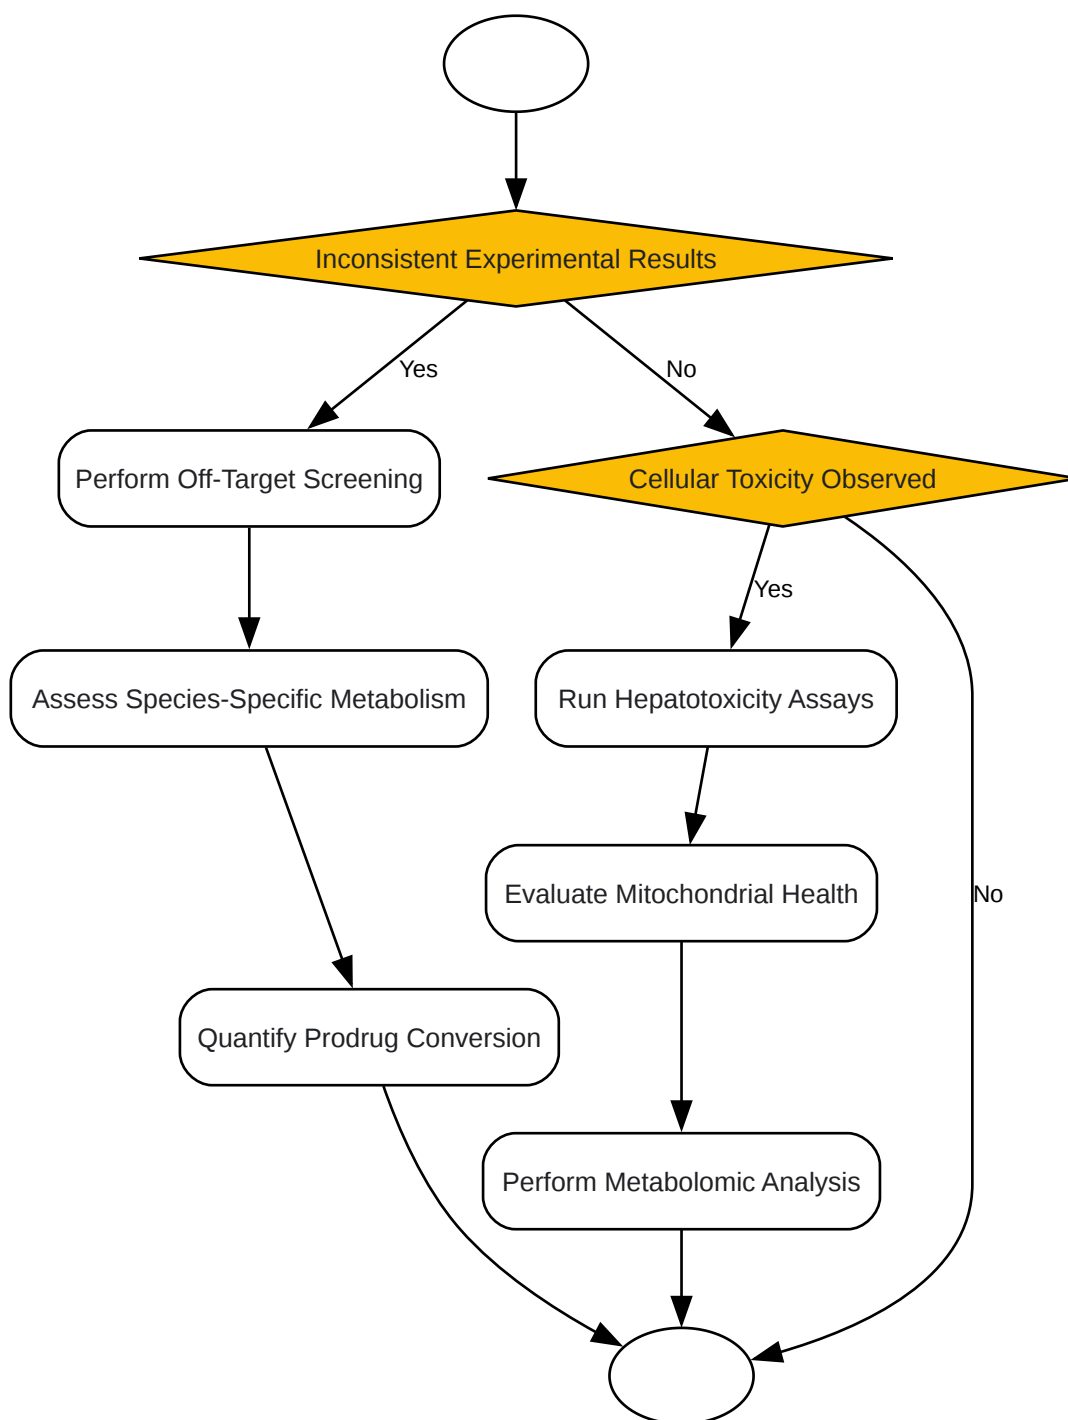 Inconsistent Experimental Results
Yes
No
Perform Off-Target Screening
Cellular Toxicity Observed
Yes
Assess Species-Specific Metabolism
Run Hepatotoxicity Assays
Evaluate Mitochondrial Health
No
Quantify Prodrug Conversion
Perform Metabolomic Analysis